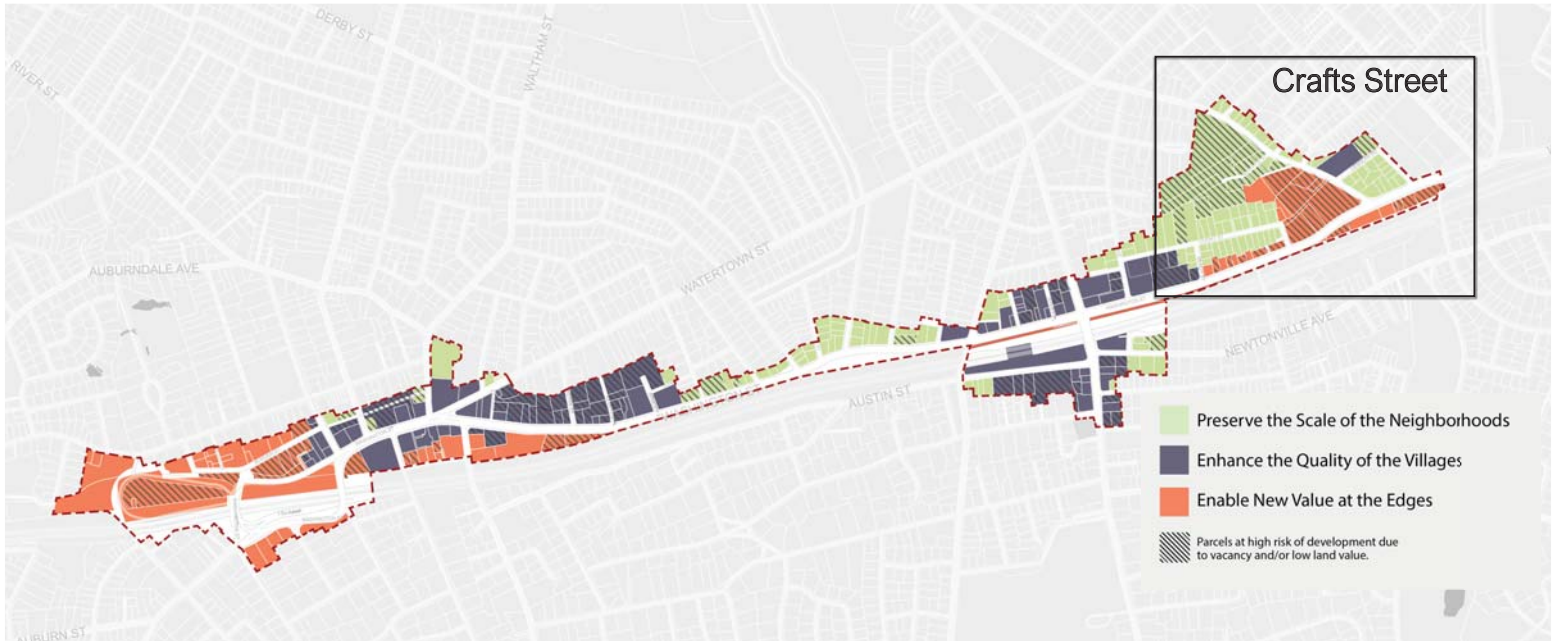 DERBY ST
WALTHAM ST
RIVER ST
Crafts Street
AUBURNDALE AVE
WATERTOWN ST
NEWTONVILLE AVE
AUSTIN ST
Preserve the Scale of the Neighborhoods
Enhance the Quality of the Villages
Enable New Value at the Edges
Parcels at high risk of development due
to vacancy and/or low land value.
AUBURN ST